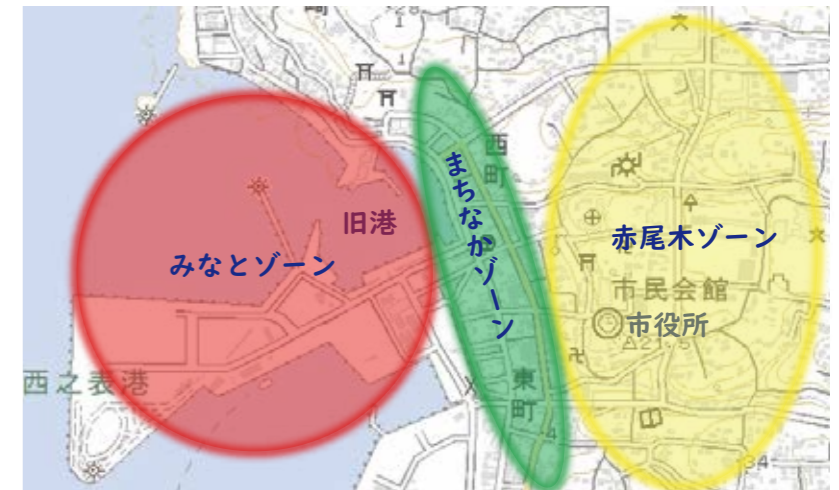 西町
まちなかゾーン
旧港
みなとゾーン
赤尾木ゾーン
市民会館
市役所
西之表港
東町